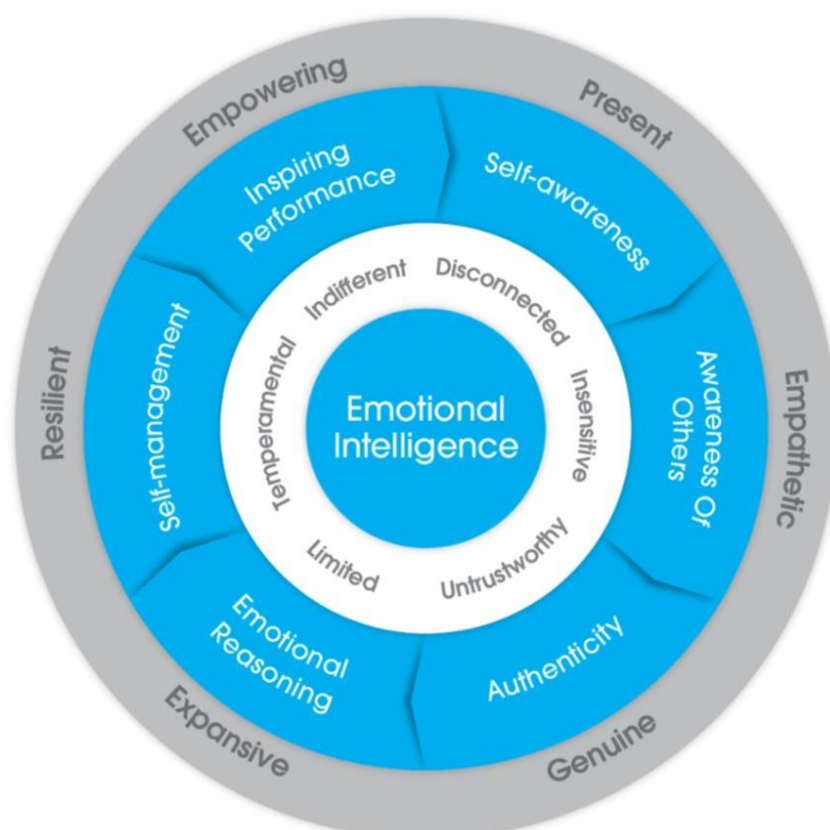 Empowering
Present
Empathetic
Genuine
Expansive
Resilient
Inspiring
Performance
Self-awareness
Awareness Of
Others
Authenticity
Emotional
Reasoning
Self-management
Indifferent
Disconnected
Insensitive
Untrustworthy
Limited
Temperamental
Emotional
Intelligence